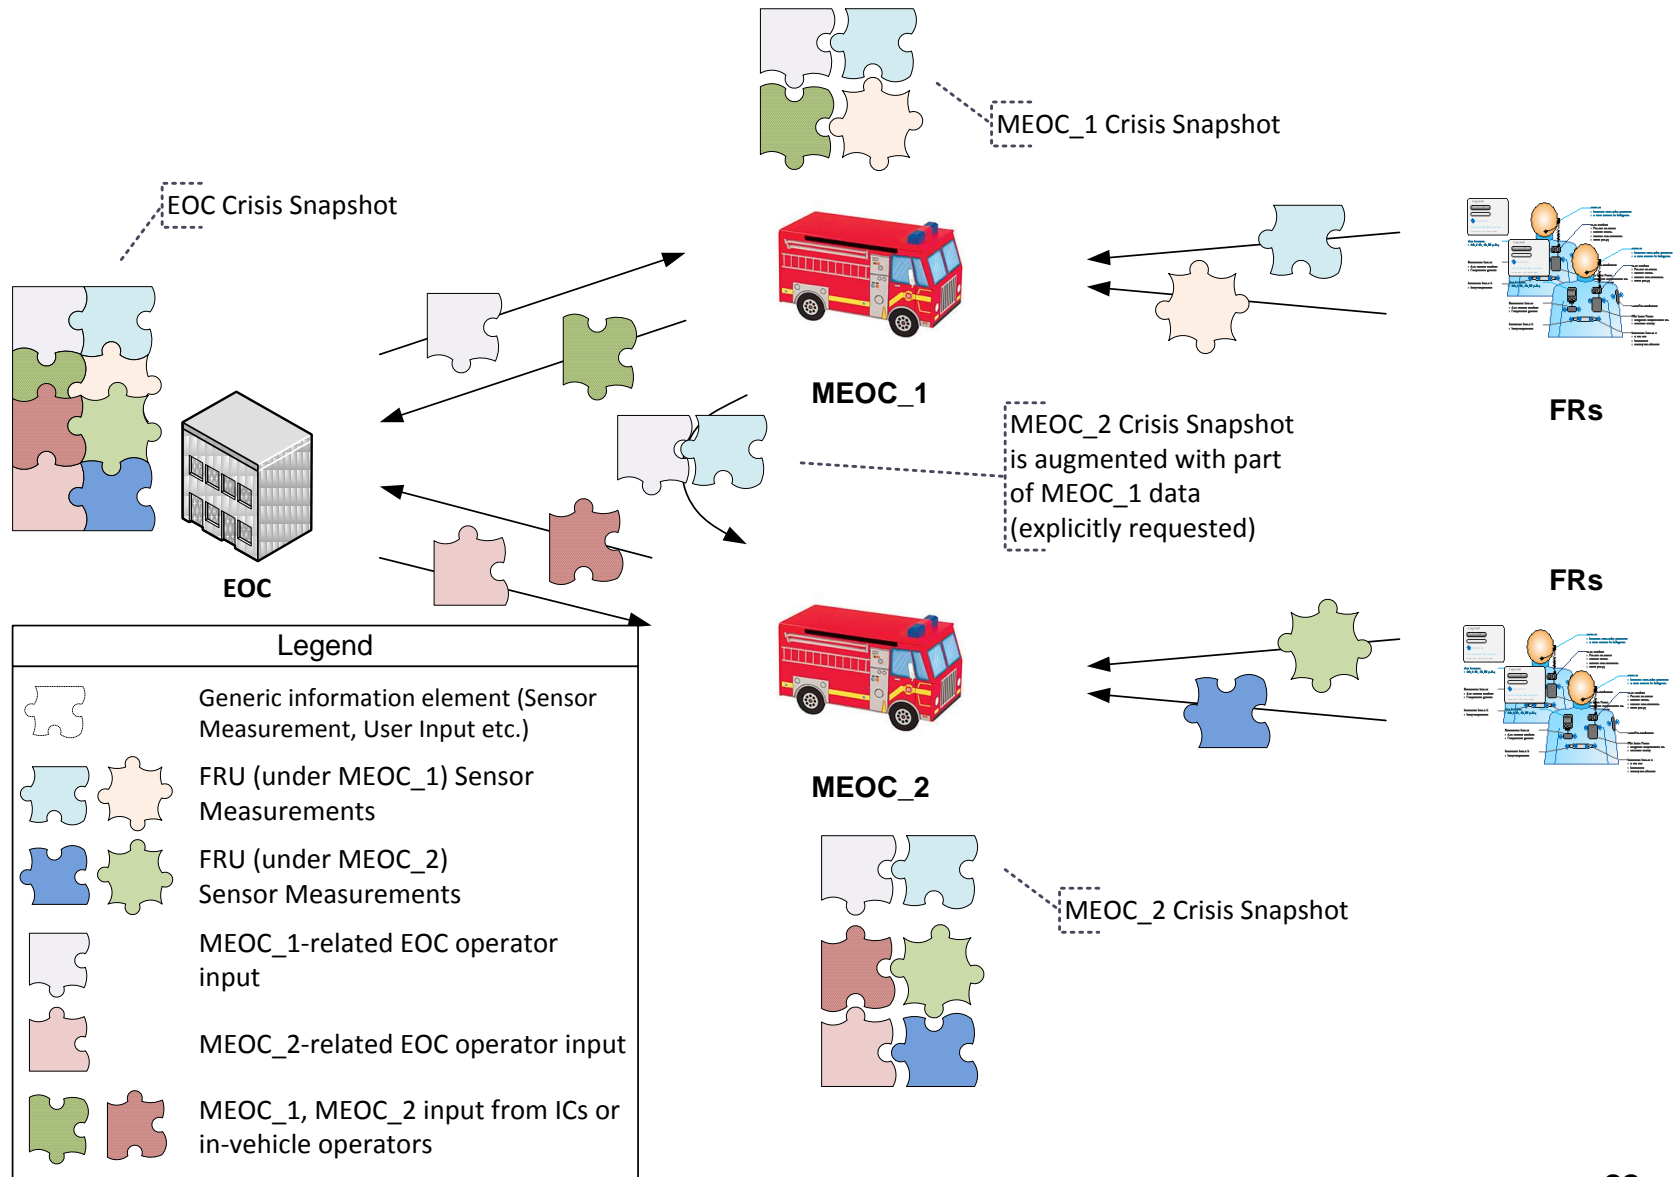 MEOC_1 Crisis Snapshot
EOC Crisis Snapshot
MEOC_1
FRs
MEOC_2 Crisis Snapshot
is augmented with part
of MEOC_1 data
(explicitly requested)
EOC
FRs
MEOC_2
MEOC_2 Crisis Snapshot
Legend
Generic information element (Sensor
Measurement, User Input etc.)
FRU (under MEOC_1) Sensor
Measurements
FRU (under MEOC_2)
Sensor Measurements
MEOC_1-related EOC operator
input
MEOC_2-related EOC operator input
MEOC_1, MEOC_2 input from ICs or
in-vehicle operators